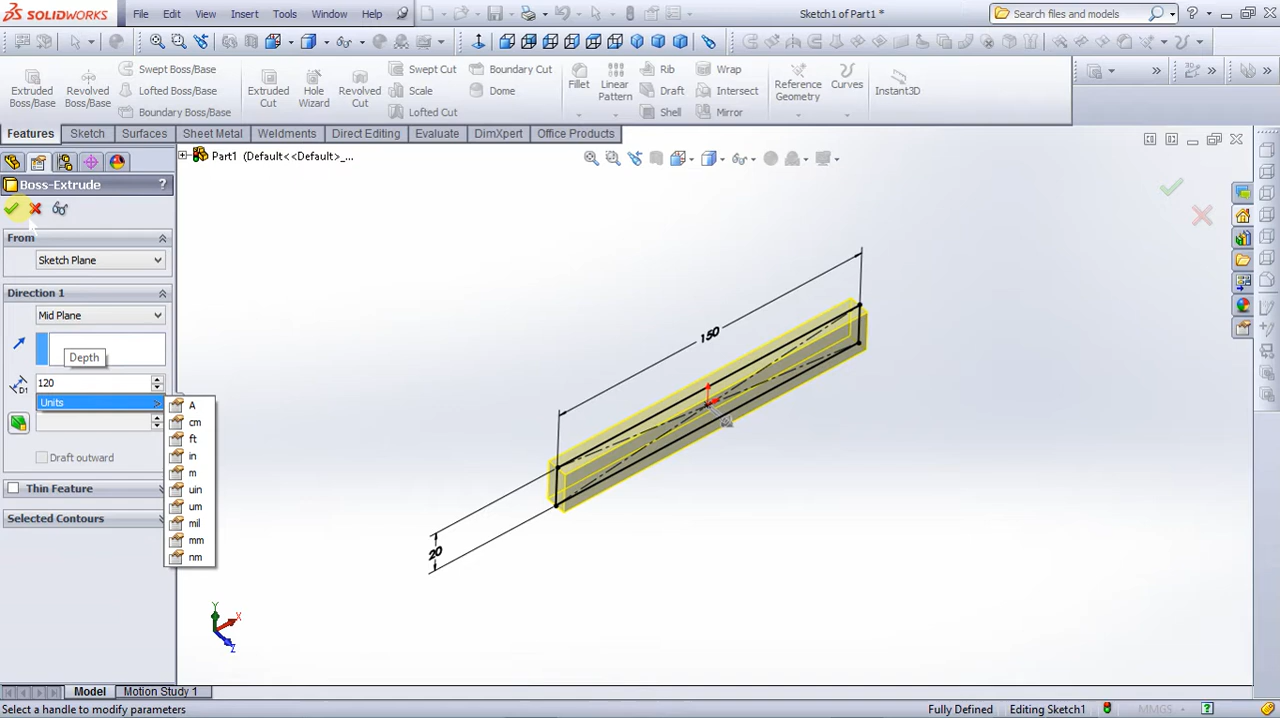 SOLIDWORKS File Edit View Insert Tools Window Help Sketch1 of Part1 * Search files and models
Extruded Boss/Base
Revolved Boss/Base
Swept Boss/Base
Lofted Boss/Base
Boundary Boss/Base
Extruded Cut
Hole Wizard
Revolved Cut
Swept Cut
Scale
Lofted Cut
Boundary Cut
Dome
Fillet
Linear Pattern
Rib
Draft
Shell
Wrap
Intersect
Mirror
Reference Geometry
Curves
Instant3D
Features Sketch Surfaces Sheet Metal Weldments Direct Editing Evaluate DimXpert Office Products
Part1 (Default<<Default>_...
Boss-Extrude ?
From
Sketch Plane
Direction 1
Mid Plane
Depth
D1 120
Units
A
cm
ft
in
m
uin
um
mil
mm
nm
Draft outward
Thin Feature
Selected Contours
150
20
Y
X
Z
Model Motion Study 1
Select a handle to modify parameters Fully Defined Editing Sketch1 MMGS ?